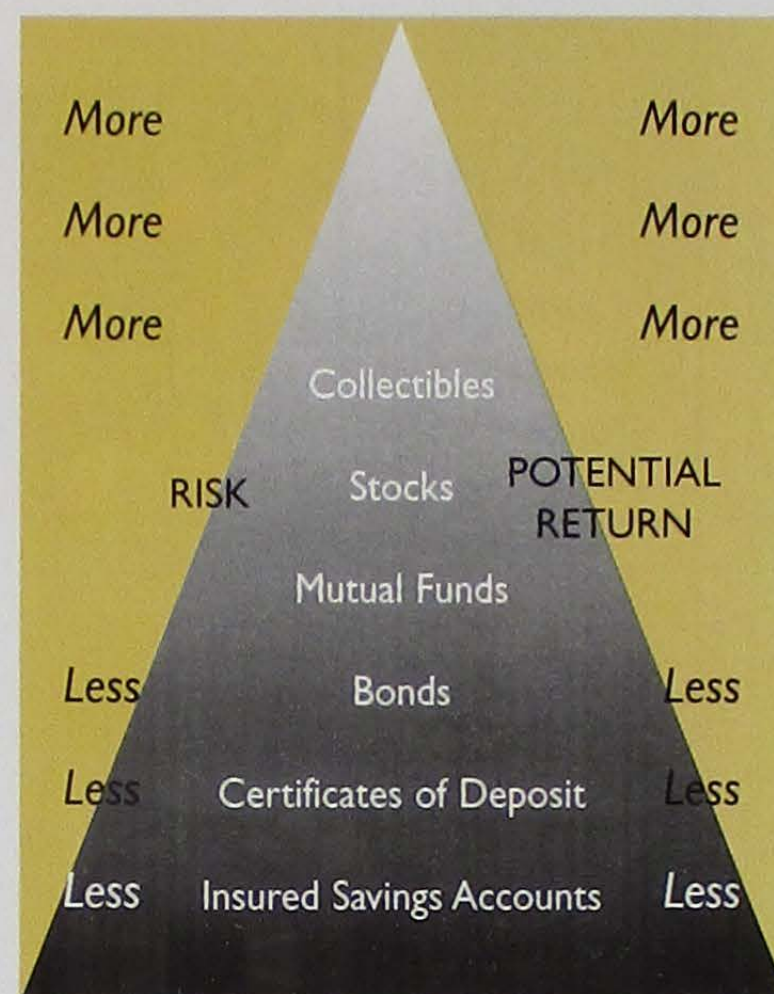 More More
More More
More More
Collectibles
RISK Stocks POTENTIAL
RETURN
Mutual Funds
Less Bonds Less
Less Certificates of Deposit Less
Less Insured Savings Accounts Less